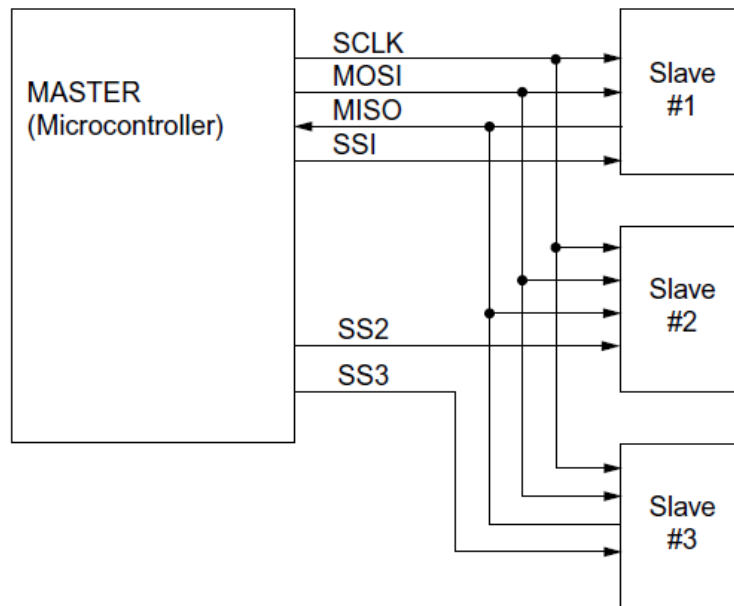 MASTER
(Microcontroller)
SCLK
MOSI
MISO
SSI
SS2
SS3
Slave
#1
Slave
#2
Slave
#3